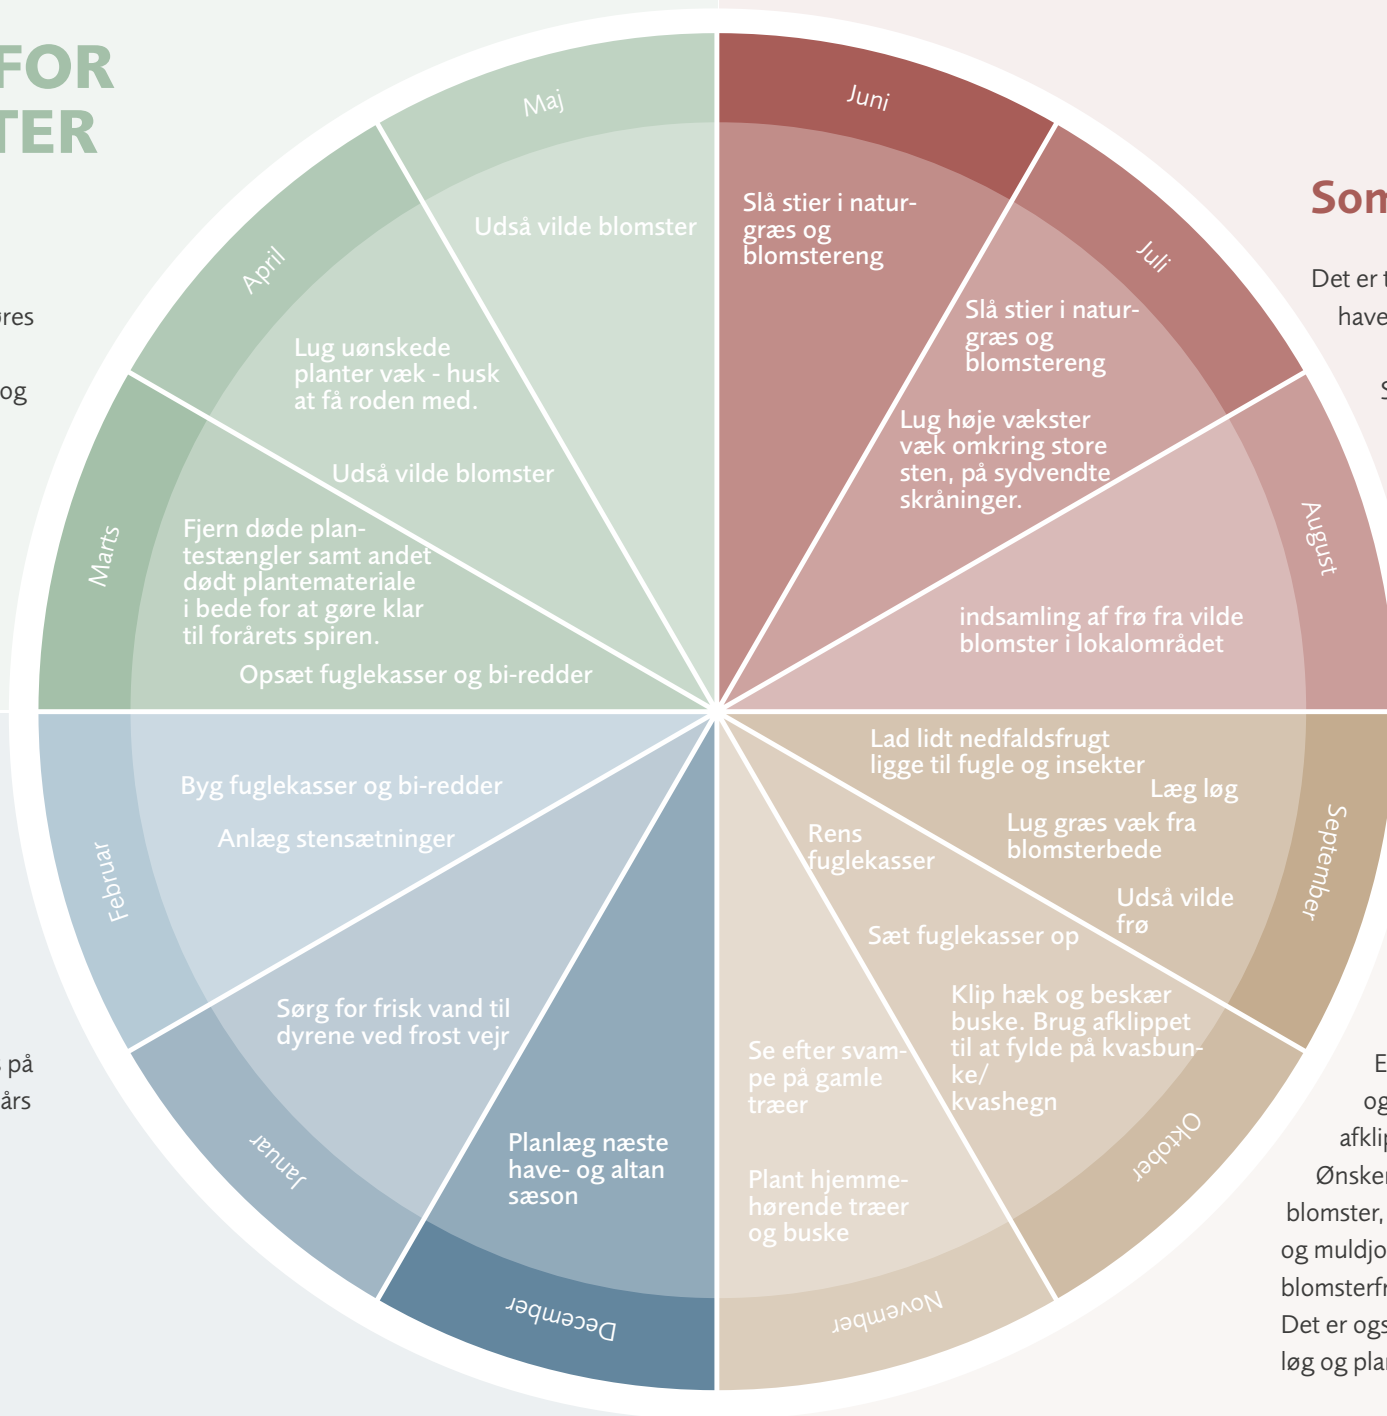 FOR
TER
Maj
Udså vilde blomster
April
Lug uønskede
planter væk - husk
at få roden med.
Udså vilde blomster
Marts
Fjern døde plan-
testængler samt andet
dødt plantemateriale
i bede for at gøre klar
til forårets spiren.
Opsæt fuglekasser og bi-redder
og
Juni
Slå stier i natur-
græs og
blomstereng
Juli
Slå stier i natur-
græs og
blomstereng
Lug høje vækster
væk omkring store
sten, på sydvendte
skråninger.
August
indsamling af frø fra vilde
blomster i lokalområdet
Som
Det er t
have
S
September
Lad lidt nedfaldsfrugt
ligge til fugle og insekter
Læg løg
Lug græs væk fra
blomsterbede
Udså vilde
frø
Oktober
Rens
fuglekasser
Sæt fuglekasser op
Klip hæk og beskær
buske. Brug afklippet
til at fylde på kvasbun-
ke/
kvashegn
November
Se efter svam-
pe på gamle
træer
Plant hjemme-
hørende træer
og buske
December
Planlæg næste
have- og altan
sæson
Januar
Sørg for frisk vand til
dyrene ved frost vejr
Februar
Byg fuglekasser og bi-redder
Anlæg stensætninger
på
års
E
og
afklip
Ønsker
blomster,
og muldjo
blomsterfr
Det er ogs
løg og plan